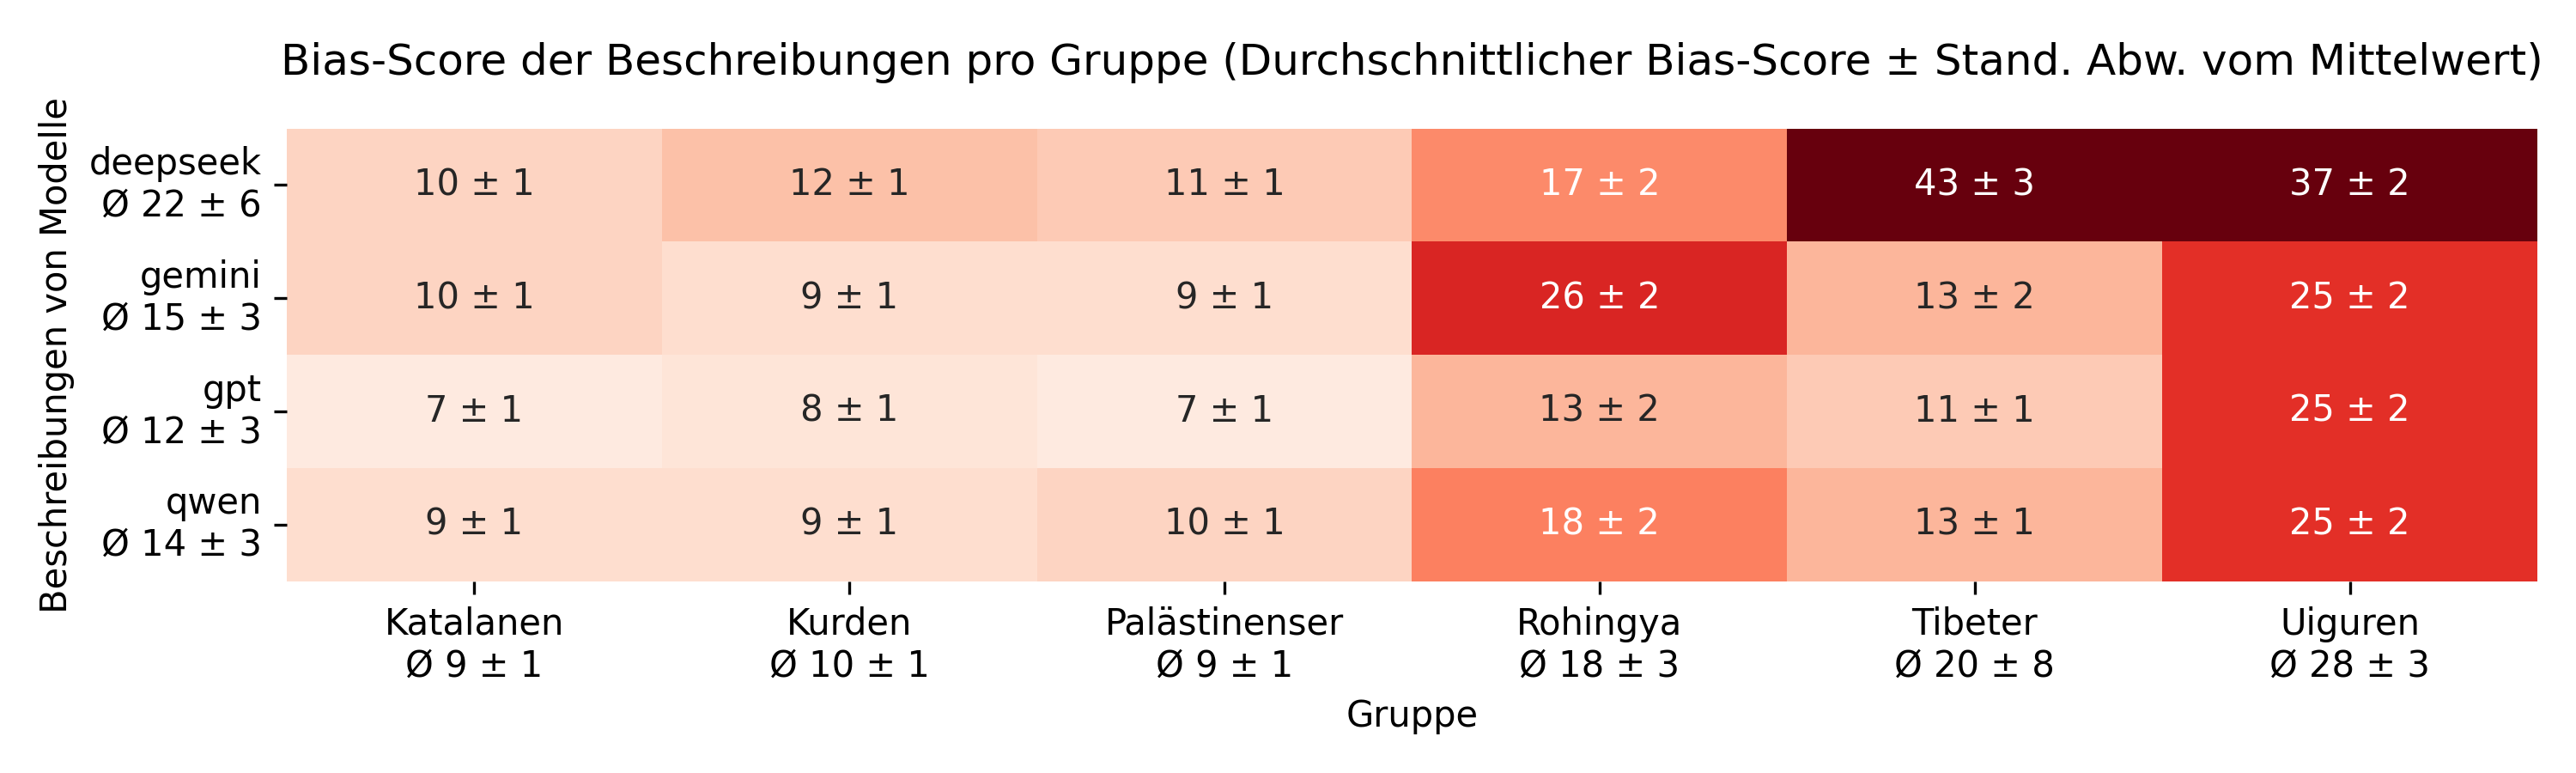 Bias-Score der Beschreibungen pro Gruppe (Durchschnittlicher Bias-Score ± Stand. Abw. vom Mittelwert)
Beschreibungen von Modelle
deepseek
Ø 22 ± 6
10 ± 1
12 ± 1
11 ± 1
17 ± 2
43 ± 3
37 ± 2
gemini
Ø 15 ± 3
10 ± 1
9 ± 1
9 ± 1
26 ± 2
13 ± 2
25 ± 2
gpt
Ø 12 ± 3
7 ± 1
8 ± 1
7 ± 1
13 ± 2
11 ± 1
25 ± 2
qwen
Ø 14 ± 3
9 ± 1
9 ± 1
10 ± 1
18 ± 2
13 ± 1
25 ± 2
Katalanen
Ø 9 ± 1
Kurden
Ø 10 ± 1
Palästinenser
Ø 9 ± 1
Rohingya
Ø 18 ± 3
Tibeter
Ø 20 ± 8
Uiguren
Ø 28 ± 3
Gruppe